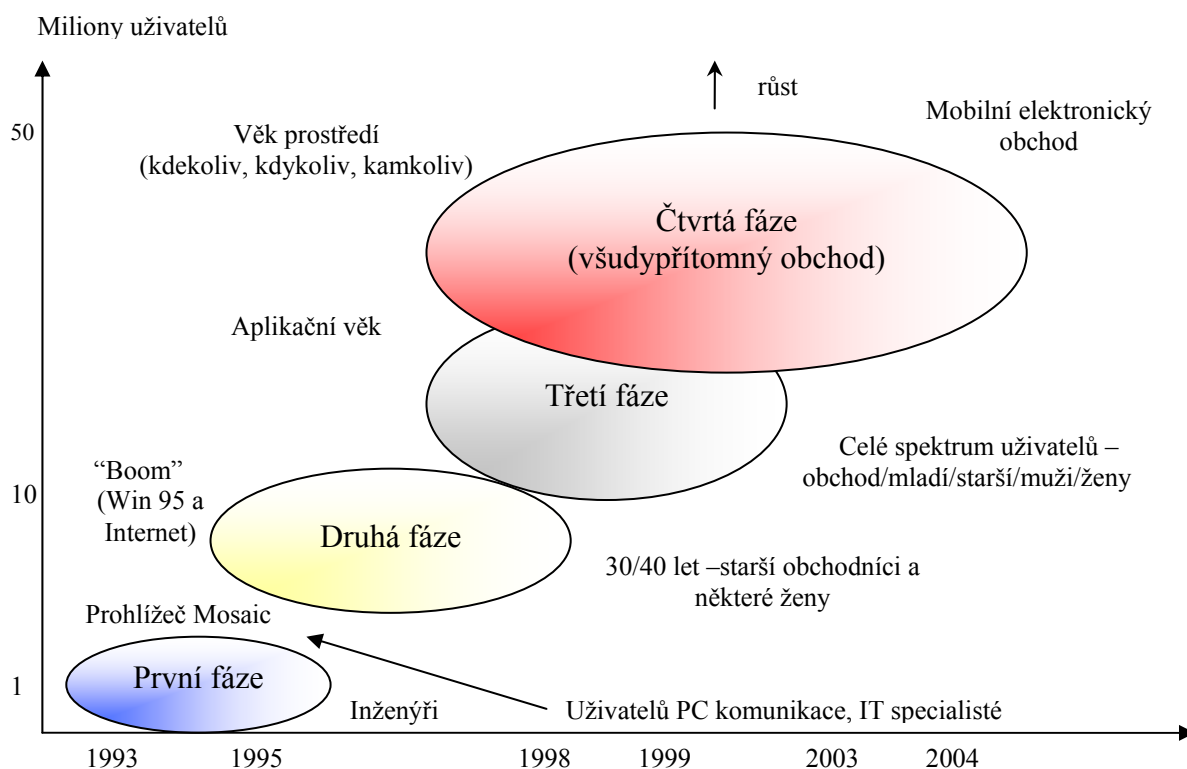 Miliony uživatelů
růst
Mobilní elektronický
obchod
50
Věk prostředí
(kdekoliv, kdykoliv, kamkoliv)
Čtvrtá fáze
(všudypřítomný obchod)
Aplikační věk
Třetí fáze
Celé spektrum uživatelů –
obchod/mladí/starší/muži/ženy
“Boom”
(Win 95 a
Internet)
10
Druhá fáze
30/40 let –starší obchodníci a
některé ženy
Prohlížeč Mosaic
První fáze
1
Inženýři
Uživatelů PC komunikace, IT specialisté
1993 1995 1998 1999 2003 2004